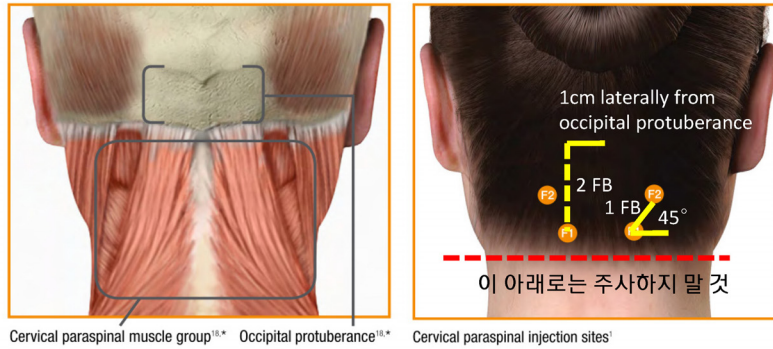 1cm laterally from
occipital protuberance
2 FB
F2
F2
1 FB
45°
F1
이 아래로는 주사하지 말 것
Cervical paraspinal muscle group18,*
Occipital protuberance18,*
Cervical paraspinal injection sites1